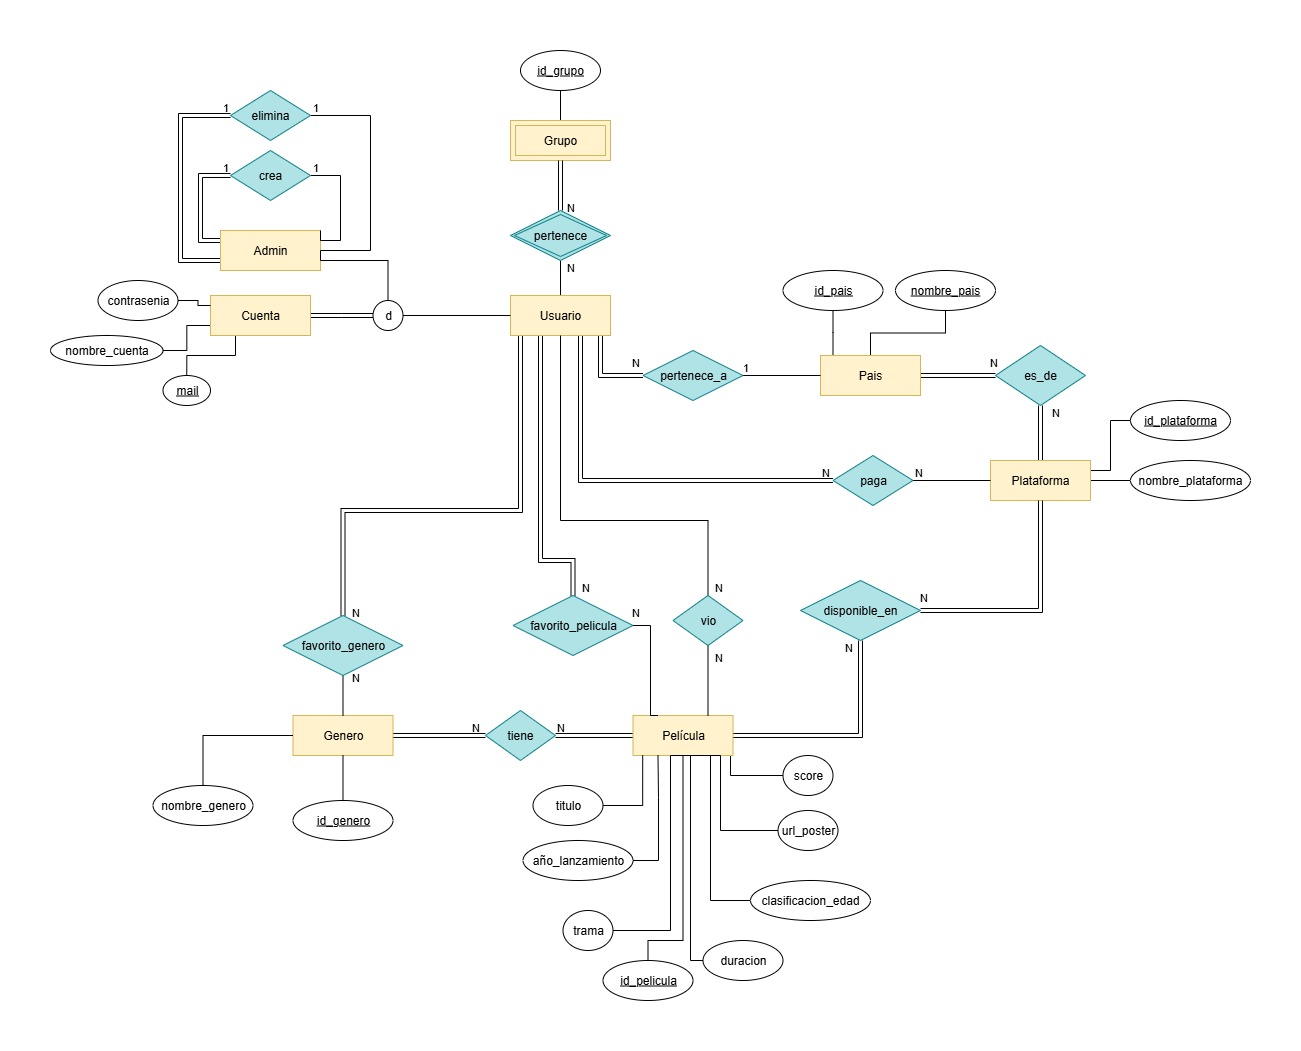 id_grupo
1
elimina
1
Grupo
1
crea
1
N
pertenece
N
Admin
contrasenia
Cuenta
d
Usuario
id_pais
nombre_pais
nombre_cuenta
mail
N
pertenece_a
1
Pais
N
es_de
N
id_plataforma
N
paga
N
Plataforma
nombre_plataforma
N
favorito_genero
N
N
favorito_pelicula
N
N
vio
N
disponible_en
N
N
Genero
N
tiene
N
Película
nombre_genero
id_genero
titulo
score
url_poster
año_lanzamiento
clasificacion_edad
trama
duracion
id_pelicula